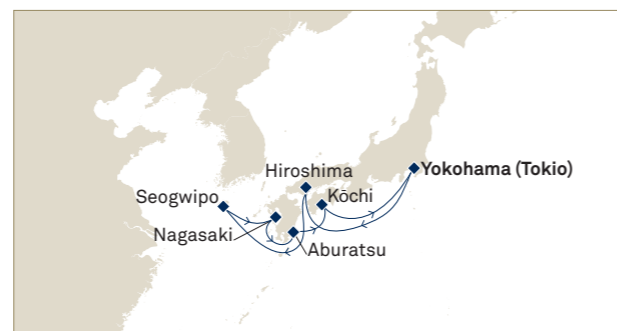 Hiroshima
Yokohama (Tokio)
Seogwipo
Kōchi
Nagasaki
Aburatsu